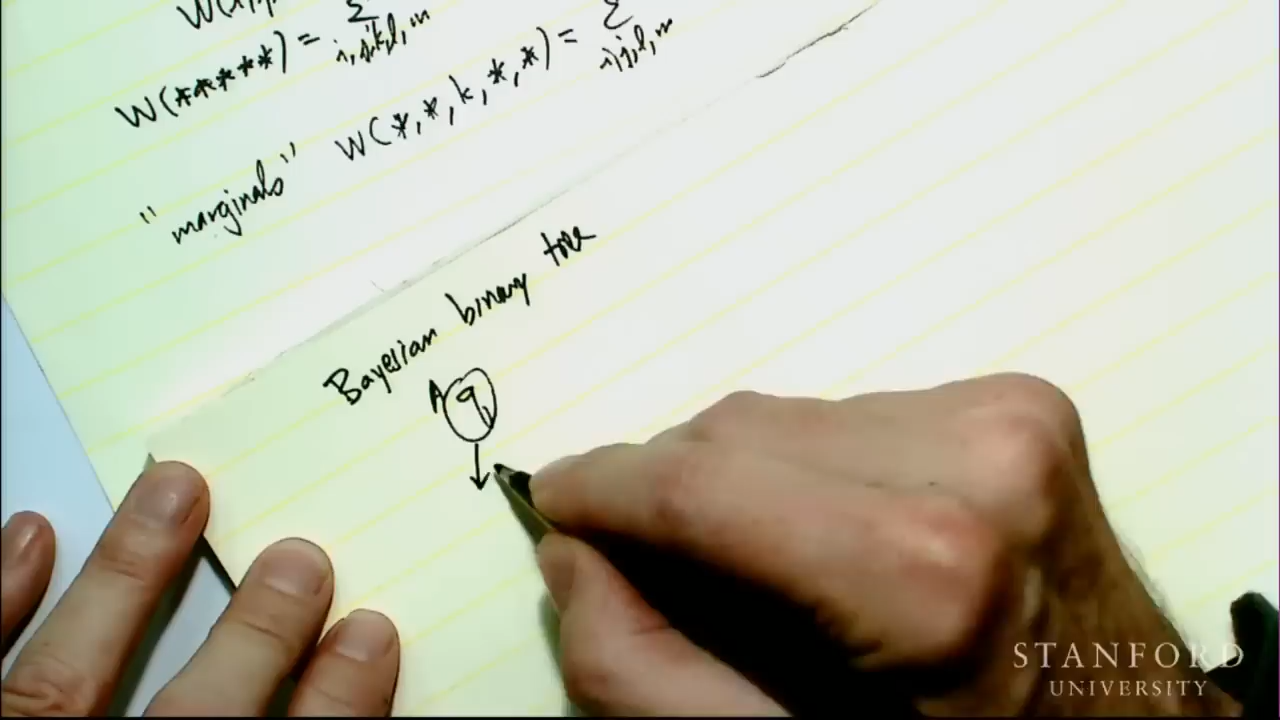 W(*****) = Σ i,j,k,l,m
"marginals" W(*,*,k,*,*) = Σ i,j,l,m
Bayesian binary tree
A q
STANFORD
UNIVERSITY